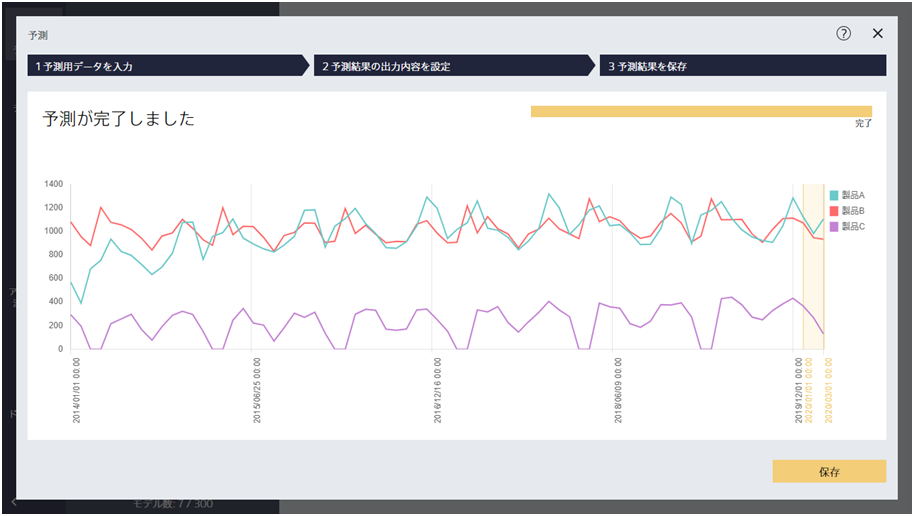 予測
?
1 予測用データを入力
2 予測結果の出力内容を設定
3 予測結果を保存
予測が完了しました
完了
1400
1200
1000
800
600
400
200
0
製品A
製品B
製品C
2014/01/01 00:00
2015/06/25 00:00
2016/12/16 00:00
2018/06/09 00:00
2019/12/01 00:00
2020/01/01 00:00
2020/03/01 00:00
保存
モデル数: 7 / 300